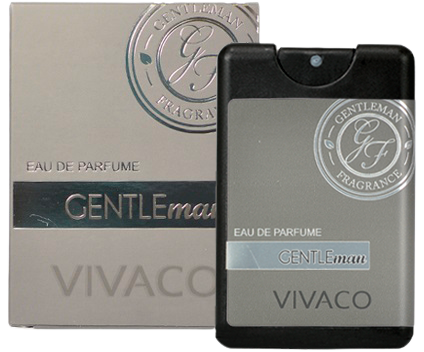 GENTLEMAN
GF
FRAGRANCE
EAU DE PARFUME
GENTLEman
VIVACO
GENTLEMAN
GF
FRAGRANCE
EAU DE PARFUME
GENTLEman
VIVACO